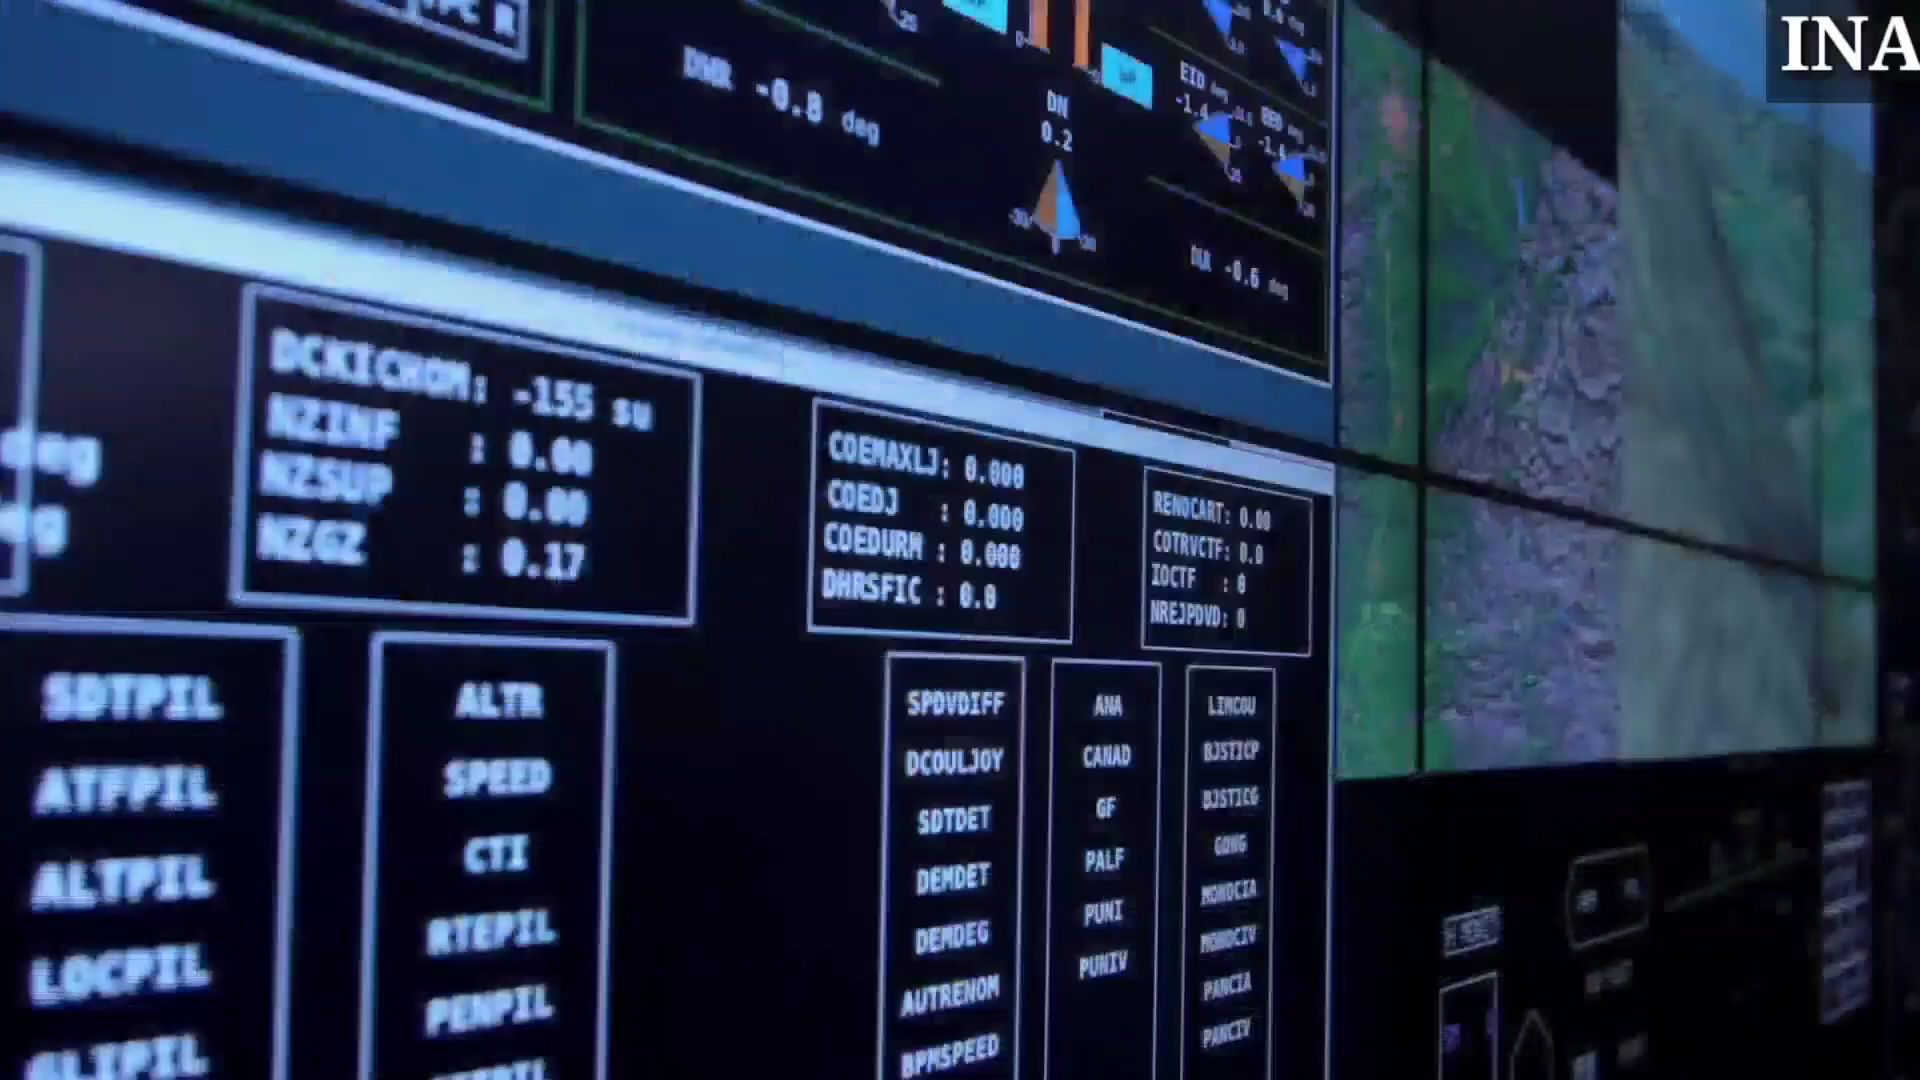 INA
DMR -0.8 deg
DN
0.2
EID deg
-1.4
-1.4
-0.6 deg
deg
DCKICHOM: -155 su
NZINF : 0.00
NZSUP : 0.00
NZGZ : 0.17
COEMAXLJ: 0.000
COEDJ : 0.000
COEDURM : 0.000
DHRSFIC : 0.0
RENOCART: 0.00
COTRVCTF: 0.0
IOCTF : 0
NREJPDVD: 0
SDTPIL
ATFPIL
ALTPIL
LOCPIL
ALTR
SPEED
CTI
RTEPIL
PENPIL
SPDVDIFF
DCOULJOY
SDTDET
DEMDET
DEMDEG
AUTRENOM
BPMSPEED
ANA
CANAD
GF
PALF
PUNI
PUNIV
LIMCOU
BJSTICP
BJSTICG
GONG
MONOCIA
MONOCIV
PANCIA
PANCIV